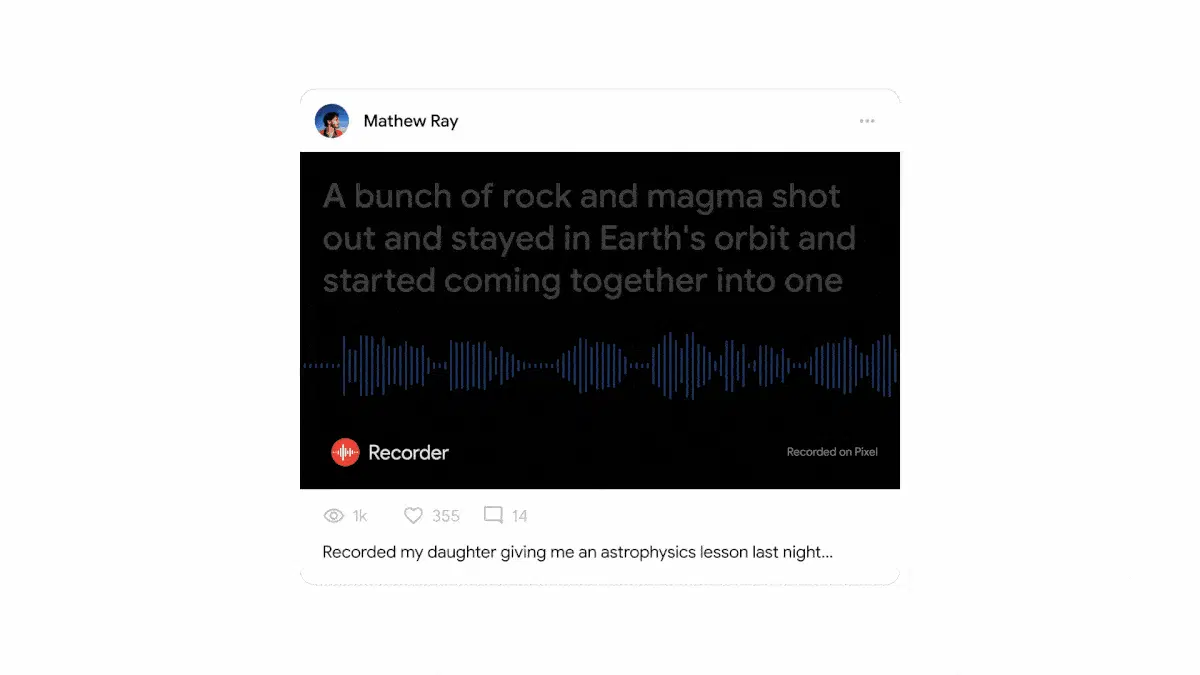 Mathew Ray
A bunch of rock and magma shot
out and stayed in Earth's orbit and
started coming together into one
Recorder
Recorded on Pixel
1k
355
14
Recorded my daughter giving me an astrophysics lesson last night...